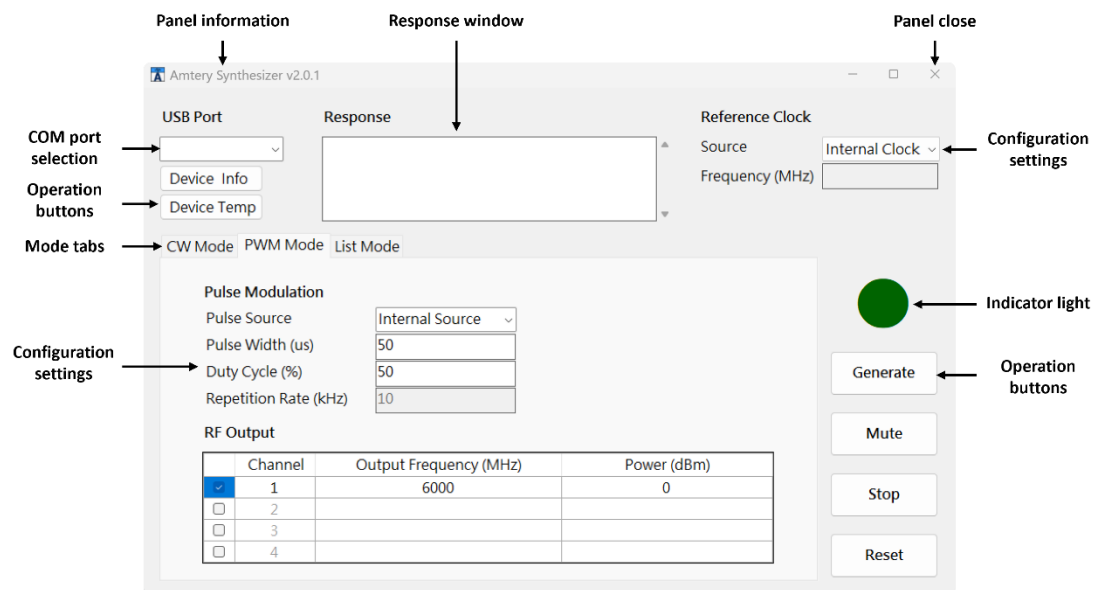 Panel information
Response window
Panel close
Amtery Synthesizer v2.0.1
USB Port
Response
Reference Clock
COM port
selection
Source
Internal Clock
Configuration
settings
Device Info
Frequency (MHz)
Operation
buttons
Device Temp
Mode tabs
CW Mode
PWM Mode
List Mode
Pulse Modulation
Pulse Source
Internal Source
Indicator light
Pulse Width (us)
50
Configuration
settings
Duty Cycle (%)
50
Generate
Operation
buttons
Repetition Rate (kHz)
10
RF Output
Mute
Channel Output Frequency (MHz) Power (dBm)
1 6000 0
2
Stop
3
4
Reset